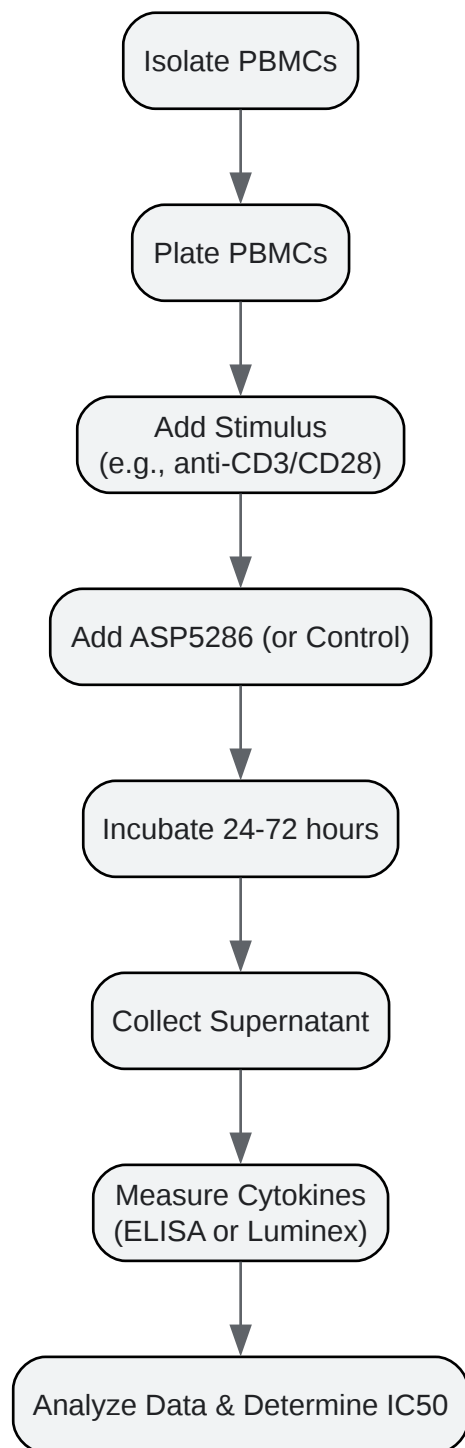 Isolate PBMCs
Plate PBMCs
Add Stimulus
(e.g., anti-CD3/CD28)
Add ASP5286 (or Control)
Incubate 24-72 hours
Collect Supernatant
Measure Cytokines
(ELISA or Luminex)
Analyze Data & Determine IC50